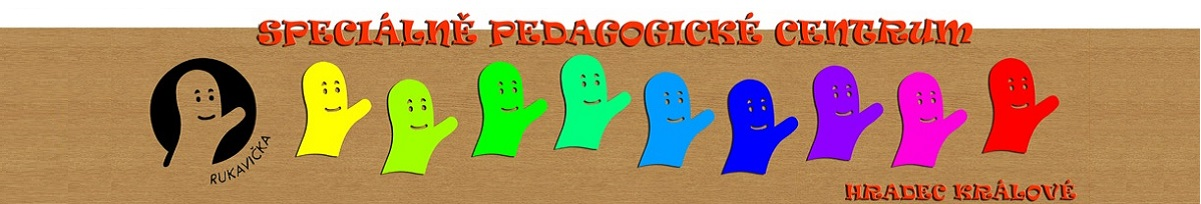 SPECIÁLNĚ PEDAGOGICKÉ CENTRUM
RUKAVIČKA
HRADEC KRÁLOVÉ